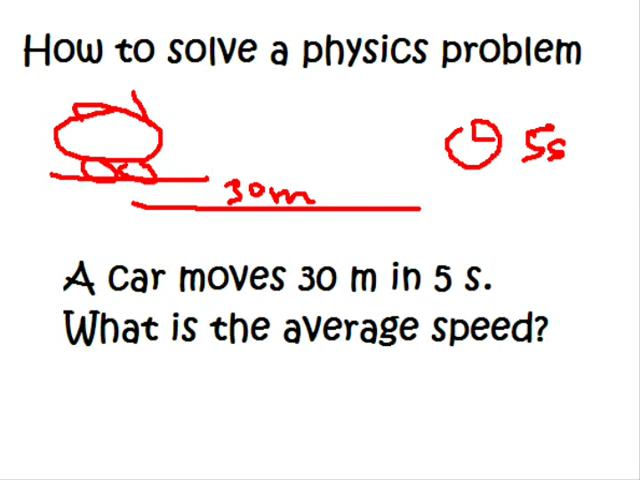 How to solve a physics problem
5s
30m
A car moves 30 m in 5 s.
What is the average speed?